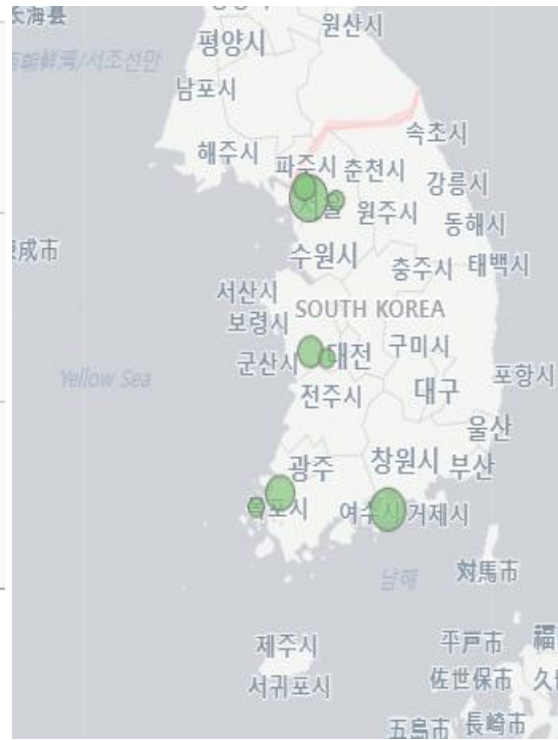 长海县
원산시
평양시
西朝鮮湾/서조선만
남포시
속초시
해주시
파주시
춘천시
강릉시
원주시
동해시
수원시
충주시
태백시
서산시
SOUTH KOREA
보령시
구미시
군산시
대전
포항시
Yellow Sea
전주시
대구
울산
광주
창원시
부산
거제시
남해
対馬市
제주시
平戸市
福
서귀포시
佐世保市
久
五島市
長崎市